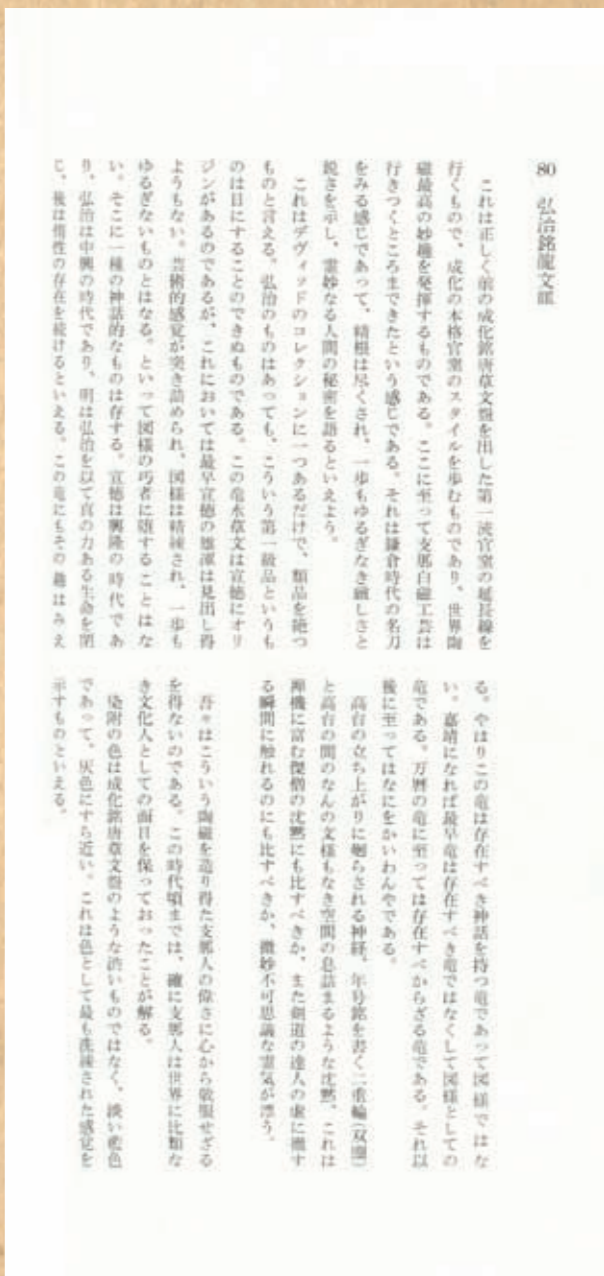 80 弘治銘龍文皿
これは正しく前の成化銘唐草文盌を出した第一流官窯の延長線を
行くもので、成化の本格官窯のスタイルを歩むものであり、世界陶
磁最高の妙趣を発揮するものである。ここに至って支那白磁工芸は
行きつくところまできたという感じである。それは鎌倉時代の名刀
をみる感じであって、精根は尽くされ、一歩もゆるぎなき厳しさと
鋭さを示し、霊妙なる人間の秘密を語るといえよう。
これはデヴィッドのコレクションに一つあるだけで、類品を絶つ
ものと言える。弘治のものはあっても、こういう第一級品というも
のは目にすることのできぬものである。この竜水草文は宣徳にオリ
ジンがあるのであるが、これにおいては最早宣徳の雄渾は見出し得
ようもない。芸術的感覚が突き詰められ、図様は精練され、一歩も
ゆるぎないものとはなる。といって図様の巧者に堕することはな
い。そこに一種の神話的なものは存する。宣徳は興隆の時代であ
り、弘治は中興の時代であり、明は弘治を以て真の力ある生命を閉
じ、後は惰性の存在を続けるといえる。この竜にもその趣はみえ
る。やはりこの竜は存在すべき神話を持つ竜であって図様ではな
い。嘉靖になれば最早竜は存在すべき竜ではなくして図様としての
竜である。万暦の竜に至っては存在すべからざる竜である。それ以
後に至ってはなにをかいわんやである。
高台の立ち上がりに廻らされる神経、年号銘を書く二重輪(双圏)
と高台の間のなんの文様もなき空間の息詰まるような沈黙、これは
禅機に富む傑僧の沈黙にも比すべきか、また剣道の達人の虚に徹す
る瞬間に触れるのにも比すべきか、微妙不可思議な霊気が漂う。
吾々はこういう陶磁を造り得た支那人の偉さに心から敬服せざる
を得ないのである。この時代頃までは、確に支那人は世界に比類な
き文化人としての面目を保っておったことが解る。
染附の色は成化銘唐草文盌のような渋いものではなく、淡い藍色
であって、灰色にすら近い。これは色として最も洗練された感覚を
示すものといえる。